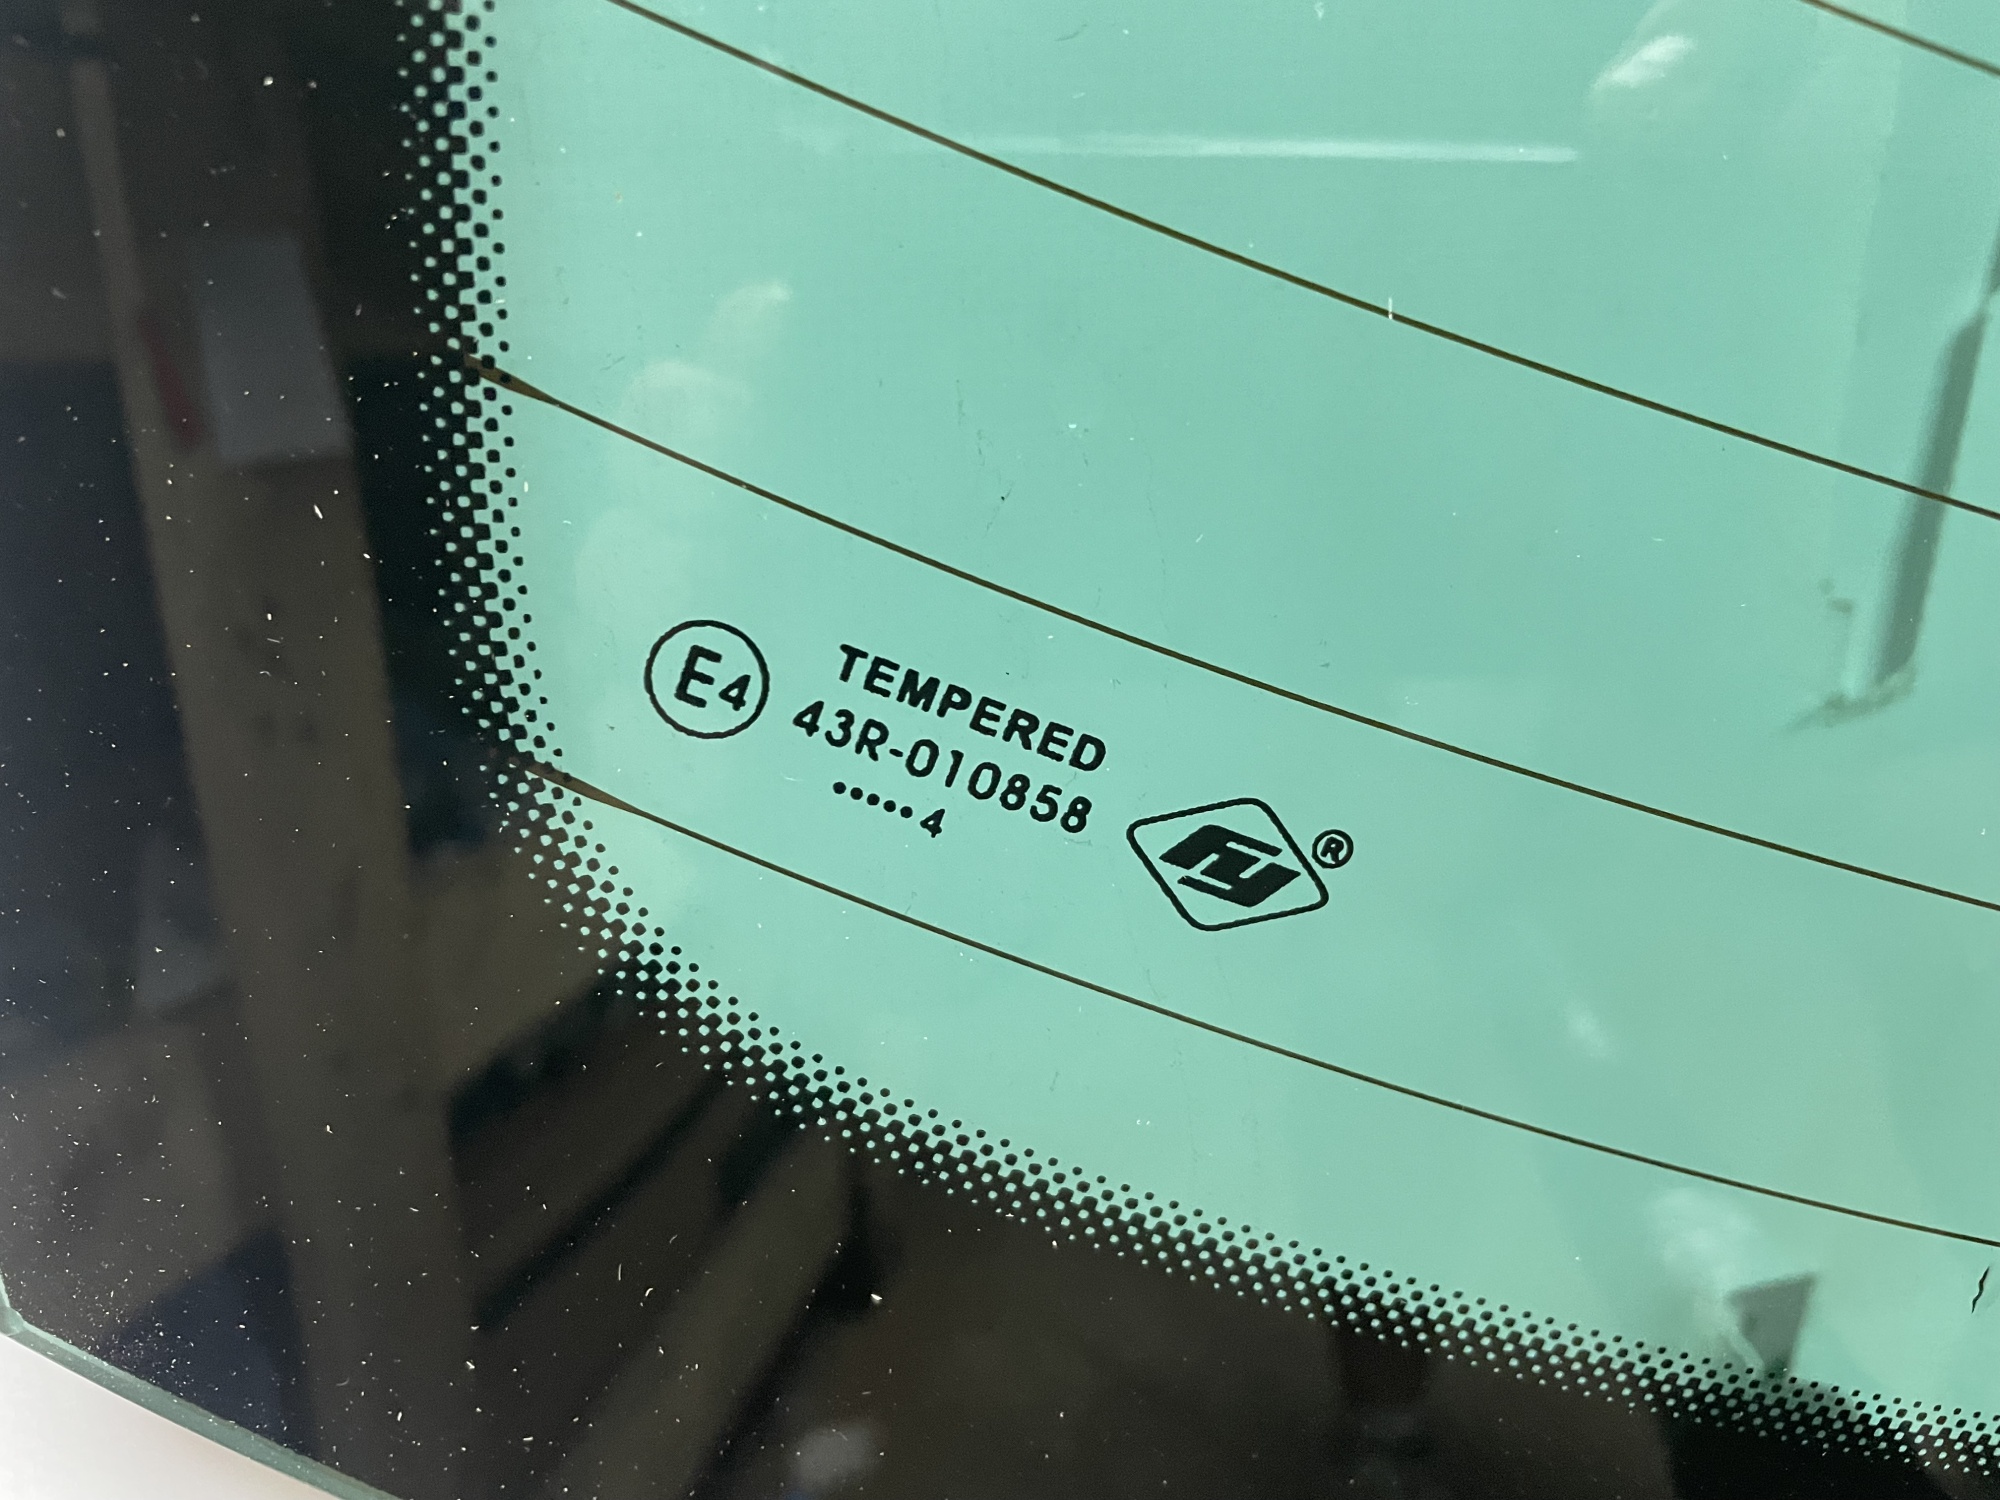 E4
TEMPERED
43R-010858
•••••4
®